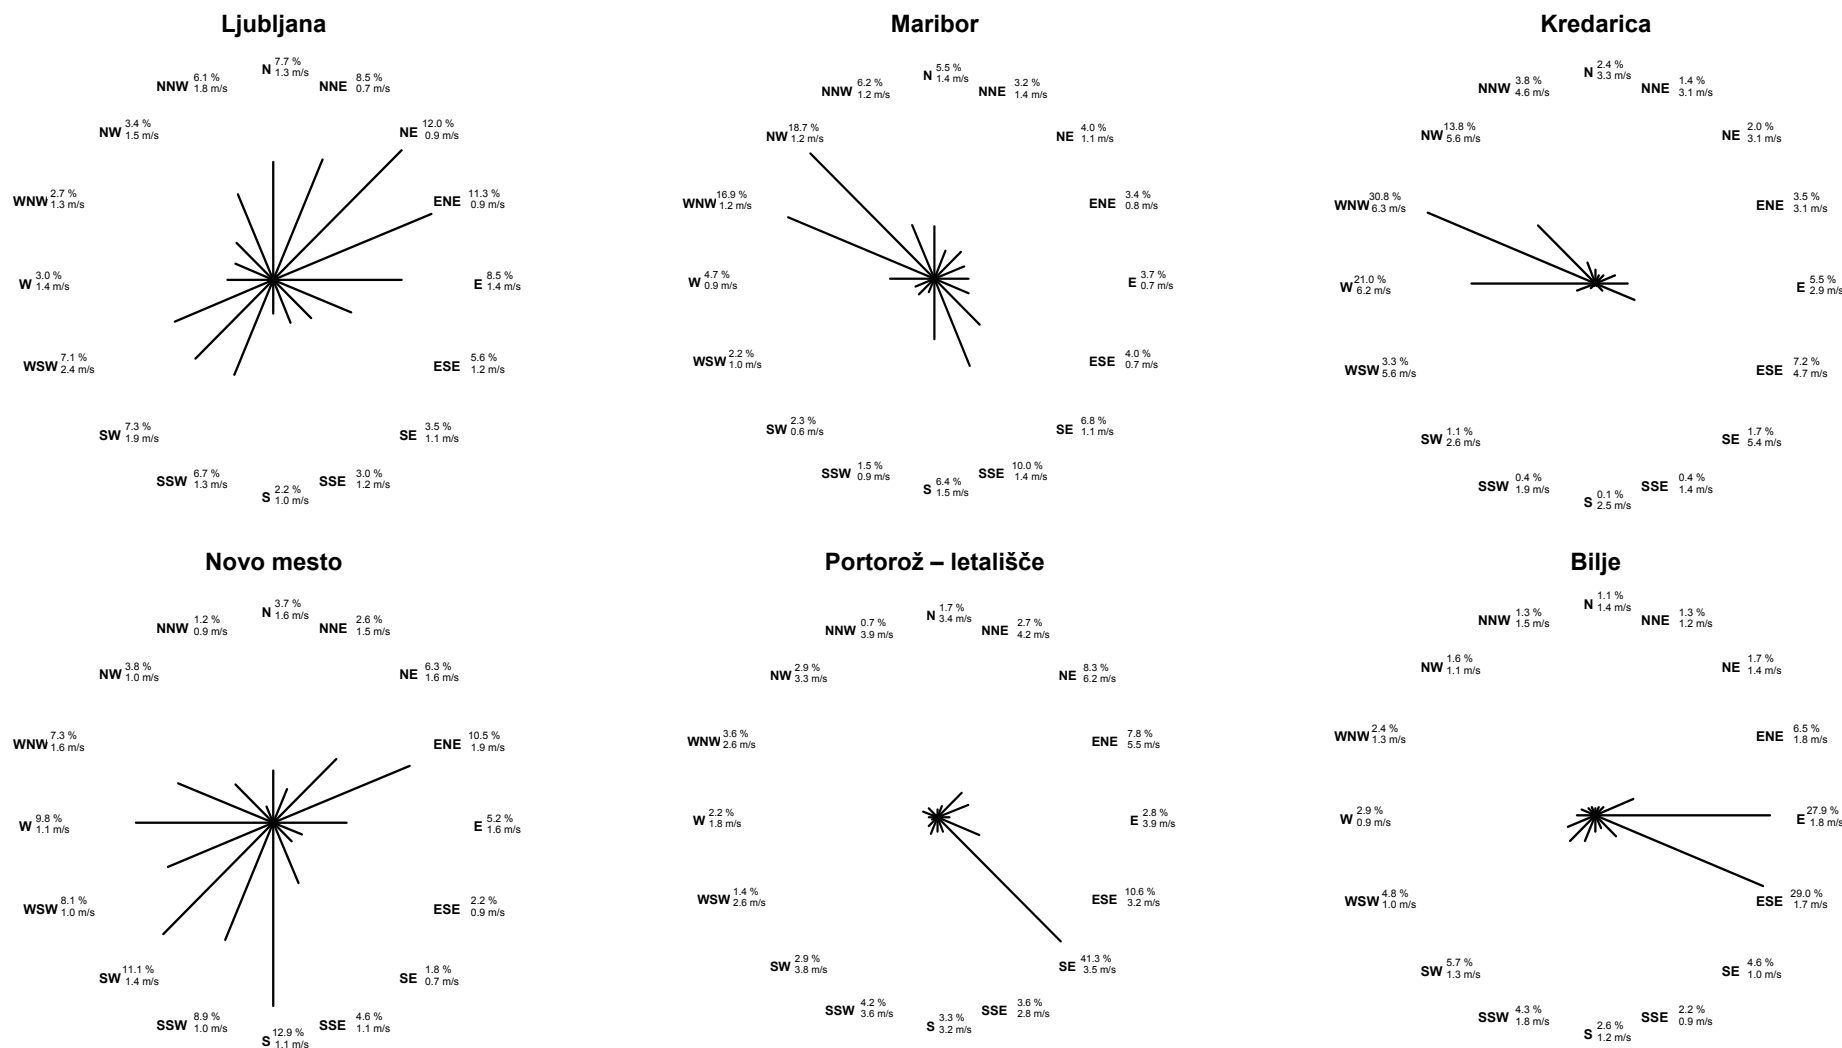 Ljubljana
N 7.7 %
1.3 m/s
NNE 8.5 %
0.7 m/s
NE 12.0 %
0.9 m/s
ENE 11.3 %
0.9 m/s
E 8.5 %
1.4 m/s
ESE 5.6 %
1.2 m/s
SE 3.5 %
1.1 m/s
SSE 3.0 %
1.2 m/s
S 2.2 %
1.0 m/s
SSW 6.7 %
1.3 m/s
SW 7.3 %
1.9 m/s
WSW 7.1 %
2.4 m/s
W 3.0 %
1.4 m/s
WNW 2.7 %
1.3 m/s
NW 3.4 %
1.5 m/s
NNW 6.1 %
1.8 m/s
Maribor
N 5.5 %
1.4 m/s
NNE 3.2 %
1.4 m/s
NE 4.0 %
1.1 m/s
ENE 3.4 %
0.8 m/s
E 3.7 %
0.7 m/s
ESE 4.0 %
0.7 m/s
SE 6.8 %
1.1 m/s
SSE 10.0 %
1.4 m/s
S 6.4 %
1.5 m/s
SSW 1.5 %
0.9 m/s
SW 2.3 %
0.6 m/s
WSW 2.2 %
1.0 m/s
W 4.7 %
0.9 m/s
WNW 16.9 %
1.2 m/s
NW 18.7 %
1.2 m/s
NNW 6.2 %
1.2 m/s
Kredarica
N 2.4 %
3.3 m/s
NNE 1.4 %
3.1 m/s
NE 2.0 %
3.1 m/s
ENE 3.5 %
3.1 m/s
E 5.5 %
2.9 m/s
ESE 7.2 %
4.7 m/s
SE 1.7 %
5.4 m/s
SSE 0.4 %
1.4 m/s
S 0.1 %
2.5 m/s
SSW 0.4 %
1.9 m/s
SW 1.1 %
2.6 m/s
WSW 3.3 %
5.6 m/s
W 21.0 %
6.2 m/s
WNW 30.8 %
6.3 m/s
NW 13.8 %
5.6 m/s
NNW 3.8 %
4.6 m/s
Novo mesto
N 3.7 %
1.6 m/s
NNE 2.6 %
1.5 m/s
NE 6.3 %
1.6 m/s
ENE 10.5 %
1.9 m/s
E 5.2 %
1.6 m/s
ESE 2.2 %
0.9 m/s
SE 1.8 %
0.7 m/s
SSE 4.6 %
1.1 m/s
S 12.9 %
1.1 m/s
SSW 8.9 %
1.0 m/s
SW 11.1 %
1.4 m/s
WSW 8.1 %
1.0 m/s
W 9.8 %
1.1 m/s
WNW 7.3 %
1.6 m/s
NW 3.8 %
1.0 m/s
NNW 1.2 %
0.9 m/s
Portorož – letališče
N 1.7 %
3.4 m/s
NNE 2.7 %
4.2 m/s
NE 8.3 %
6.2 m/s
ENE 7.8 %
5.5 m/s
E 2.8 %
3.9 m/s
ESE 10.6 %
3.2 m/s
SE 41.3 %
3.5 m/s
SSE 3.6 %
2.8 m/s
S 3.3 %
3.2 m/s
SSW 4.2 %
3.6 m/s
SW 2.9 %
3.8 m/s
WSW 1.4 %
2.6 m/s
W 2.2 %
1.8 m/s
WNW 3.6 %
2.6 m/s
NW 2.9 %
3.3 m/s
NNW 0.7 %
3.9 m/s
Bilje
N 1.1 %
1.4 m/s
NNE 1.3 %
1.2 m/s
NE 1.7 %
1.4 m/s
ENE 6.5 %
1.8 m/s
E 27.9 %
1.8 m/s
ESE 29.0 %
1.7 m/s
SE 4.6 %
1.0 m/s
SSE 2.2 %
0.9 m/s
S 2.6 %
1.2 m/s
SSW 4.3 %
1.8 m/s
SW 5.7 %
1.3 m/s
WSW 4.8 %
1.0 m/s
W 2.9 %
0.9 m/s
WNW 2.4 %
1.3 m/s
NW 1.6 %
1.1 m/s
NNW 1.3 %
1.5 m/s